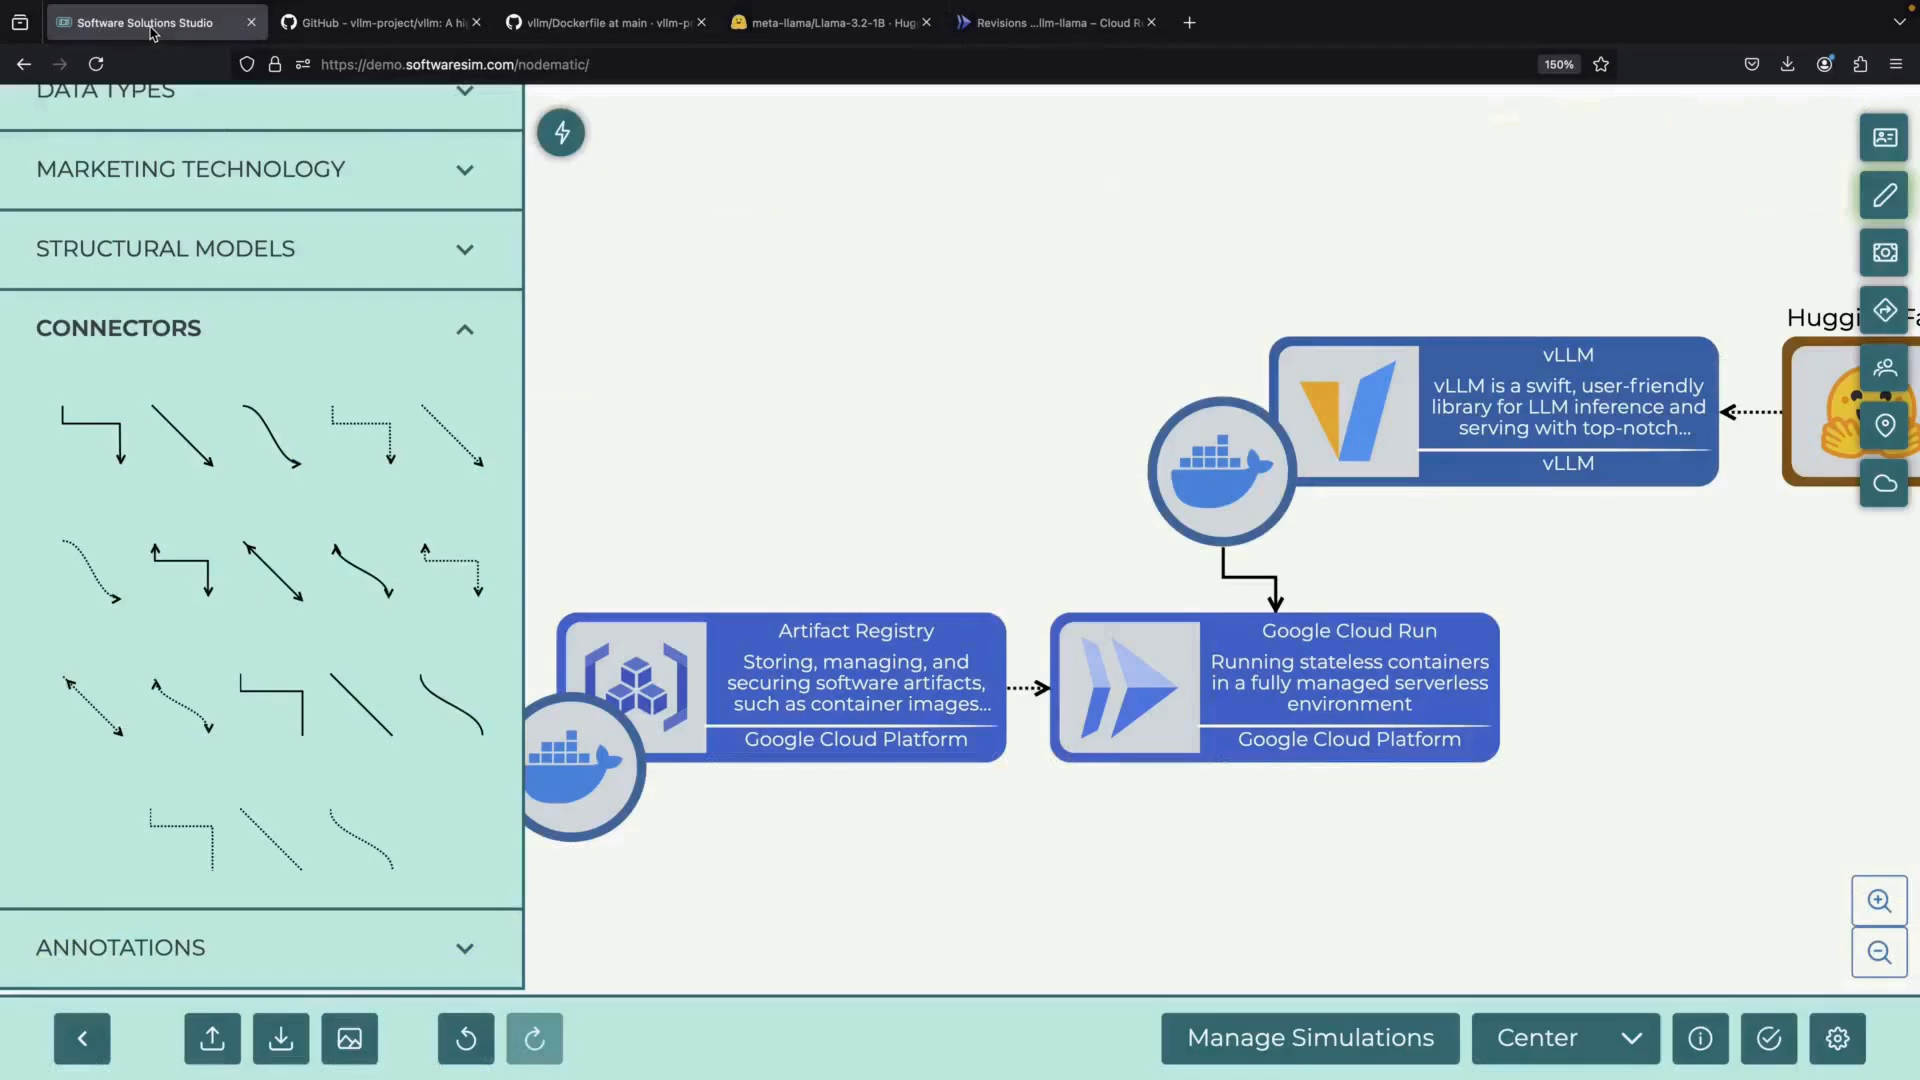 Software Solutions Studio
GitHub - vllm-project/vllm: A hi
vllm/Dockerfile at main · vllm-p
meta-llama/Llama-3.2-1B · Hug
Revisions ...llm-llama – Cloud R
https://demo.softwaresim.com/nodematic/
150%
DATA TYPES
MARKETING TECHNOLOGY
STRUCTURAL MODELS
CONNECTORS
ANNOTATIONS
vLLM
vLLM is a swift, user-friendly
library for LLM inference and
serving with top-notch...
vLLM
Artifact Registry
Storing, managing, and
securing software artifacts,
such as container images...
Google Cloud Platform
Google Cloud Run
Running stateless containers
in a fully managed serverless
environment
Google Cloud Platform
Manage Simulations
Center